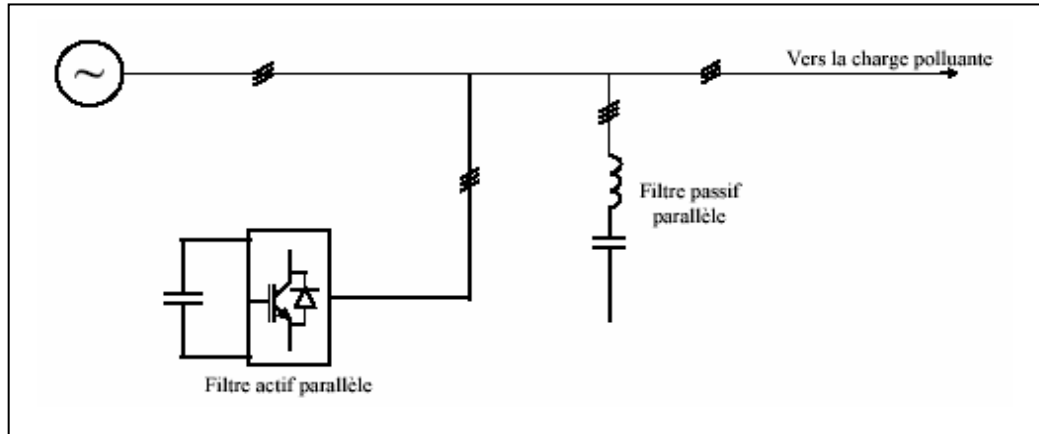 Vers la charge polluante
Filtre passif
parallèle
Filtre actif parallèle